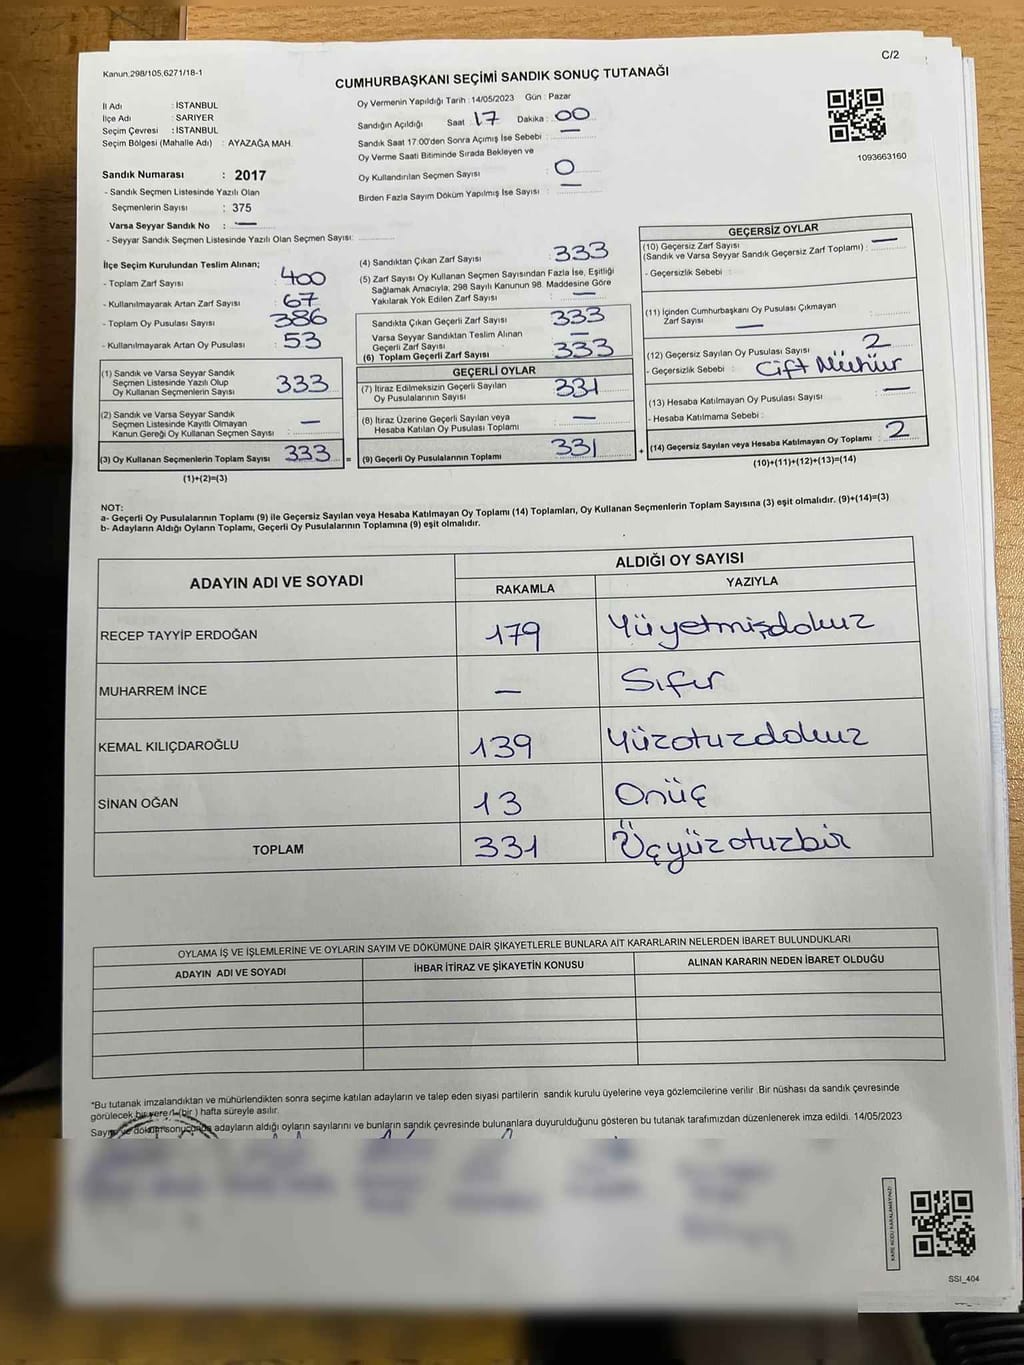 Kanun.298/105,6271/18-1
C/2
CUMHURBAŞKANI SEÇİMİ SANDIK SONUÇ TUTANAĞI
İl Adı : İSTANBUL
İlçe Adı : SARIYER
Seçim Çevresi : İSTANBUL
Seçim Bölgesi (Mahalle Adı) : AYAZAĞA MAH.
Sandık Numarası : 2017
- Sandık Seçmen Listesinde Yazılı Olan
Seçmenlerin Sayısı : 375
Varsa Seyyar Sandık No : —
- Seyyar Sandık Seçmen Listesinde Yazılı Olan Seçmen Sayısı:
Oy Vermenin Yapıldığı Tarih : 14/05/2023 Gün : Pazar
Sandığın Açıldığı Saat 17 Dakika : 00
Sandık Saat 17:00'den Sonra Açımış İse Sebebi : —
Oy Verme Saati Bitiminde Sırada Bekleyen ve
Oy Kullandırılan Seçmen Sayısı : 0
Birden Fazla Sayım Döküm Yapılmış İse Sayısı : —
1093663160
İlçe Seçim Kurulundan Teslim Alınan;
- Toplam Zarf Sayısı : 400
- Kullanılmayarak Artan Zarf Sayısı : 67
- Toplam Oy Pusulası Sayısı : 386
- Kullanılmayarak Artan Oy Pusulası : 53
(1) Sandık ve Varsa Seyyar Sandık
Seçmen Listesinde Yazılı Olup
Oy Kullanan Seçmenlerin Sayısı : 333
(2) Sandık ve Varsa Seyyar Sandık
Seçmen Listesinde Kayıtlı Olmayan
Kanun Gereği Oy Kullanan Seçmen Sayısı : —
(3) Oy Kullanan Seçmenlerin Toplam Sayısı 333 =
(1)+(2)=(3)
(4) Sandıktan Çıkan Zarf Sayısı : 333
(5) Zarf Sayısı Oy Kullanan Seçmen Sayısından Fazla İse, Eşitliği
Sağlamak Amacıyla, 298 Sayılı Kanunun 98. Maddesine Göre
Yakılarak Yok Edilen Zarf Sayısı : —
Sandıkta Çıkan Geçerli Zarf Sayısı : 333
Varsa Seyyar Sandıktan Teslim Alınan
Geçerli Zarf Sayısı : —
(6) Toplam Geçerli Zarf Sayısı : 333
GEÇERLİ OYLAR
(7) İtiraz Edilmeksizin Geçerli Sayılan
Oy Pusulalarının Sayısı : 331
(8) İtiraz Üzerine Geçerli Sayılan veya
Hesaba Katılan Oy Pusulası Toplamı : —
(9) Geçerli Oy Pusulalarının Toplamı : 331 +
GEÇERSİZ OYLAR
(10) Geçersiz Zarf Sayısı —
(Sandık ve Varsa Seyyar Sandık Geçersiz Zarf Toplamı) :
- Geçersizlik Sebebi :
(11) İçinden Cumhurbaşkanı Oy Pusulası Çıkmayan
Zarf Sayısı : —
(12) Geçersiz Sayılan Oy Pusulası Sayısı : 2
- Geçersizlik Sebebi : Çift Mühür
(13) Hesaba Katılmayan Oy Pusulası Sayısı : —
- Hesaba Katılmama Sebebi :
(14) Geçersiz Sayılan veya Hesaba Katılmayan Oy Toplamı : 2
(10)+(11)+(12)+(13)=(14)
NOT:
a- Geçerli Oy Pusulalarının Toplamı (9) ile Geçersiz Sayılan veya Hesaba Katılmayan Oy Toplamı (14) Toplamları, Oy Kullanan Seçmenlerin Toplam Sayısına (3) eşit olmalıdır. (9)+(14)=(3)
b- Adayların Aldığı Oyların Toplamı, Geçerli Oy Pusulalarının Toplamına (9) eşit olmalıdır.
ADAYIN ADI VE SOYADI
ALDIĞI OY SAYISI
RAKAMLA YAZIYLA
RECEP TAYYİP ERDOĞAN 179 Yüyetmişdokuz
MUHARREM İNCE — Sıfır
KEMAL KILIÇDAROĞLU 139 Yüzotuzdokuz
SİNAN OĞAN 13 Onüç
TOPLAM 331 Üçyüzotuzbir
OYLAMA İŞ VE İŞLEMLERİNE VE OYLARIN SAYIM VE DÖKÜMÜNE DAİR ŞİKAYETLERLE BUNLARA AİT KARARLARIN NELERDEN İBARET BULUNDUKLARI
ADAYIN ADI VE SOYADI İHBAR İTİRAZ VE ŞİKAYETİN KONUSU ALINAN KARARIN NEDEN İBARET OLDUĞU
*Bu tutanak imzalandıktan ve mühürlendikten sonra seçime katılan adayların ve talep eden siyasi partilerin sandık kurulu üyelerine veya gözlemcilerine verilir .Bir nüshası da sandık çevresinde
görülecek bir yere 1 (bir ) hafta süreyle asılır.
Sayım ve döküm sonucunda adayların aldığı oyların sayılarını ve bunların sandık çevresinde bulunanlara duyurulduğunu gösteren bu tutanak tarafımızdan düzenlenerek imza edildi. 14/05/2023
KARE KODU KARALAMAYINIZ!
SSI_404